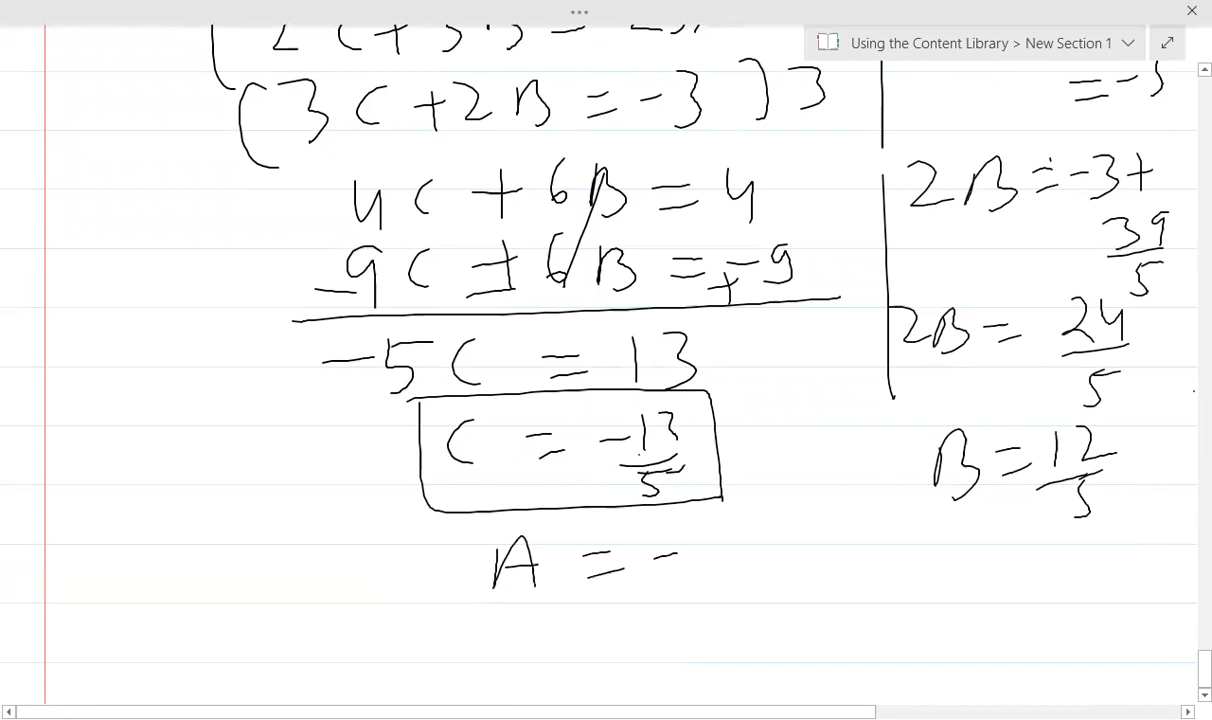 Using the Content Library > New Section 1
(3C + 2B = -3) 3
4C + 6B = 4
-9C ± 6B = -+9
-5C = 13
C = -13/5
A = -
2B = -3 +
39/5
2B = 24/5
B = 12/5